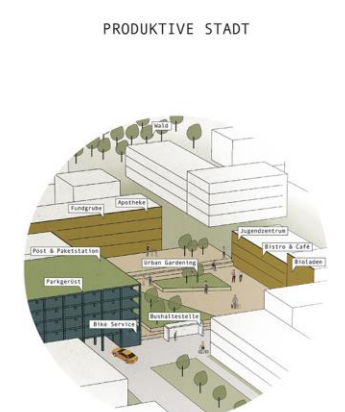 PRODUKTIVE STADT
Wald
Apotheke
Fundgrube
Jugendzentrum
Bistro & Café
Post & Paketstation
Urban Gardening
Bioladen
Parkgerüst
Bushaltestelle
Bike Service